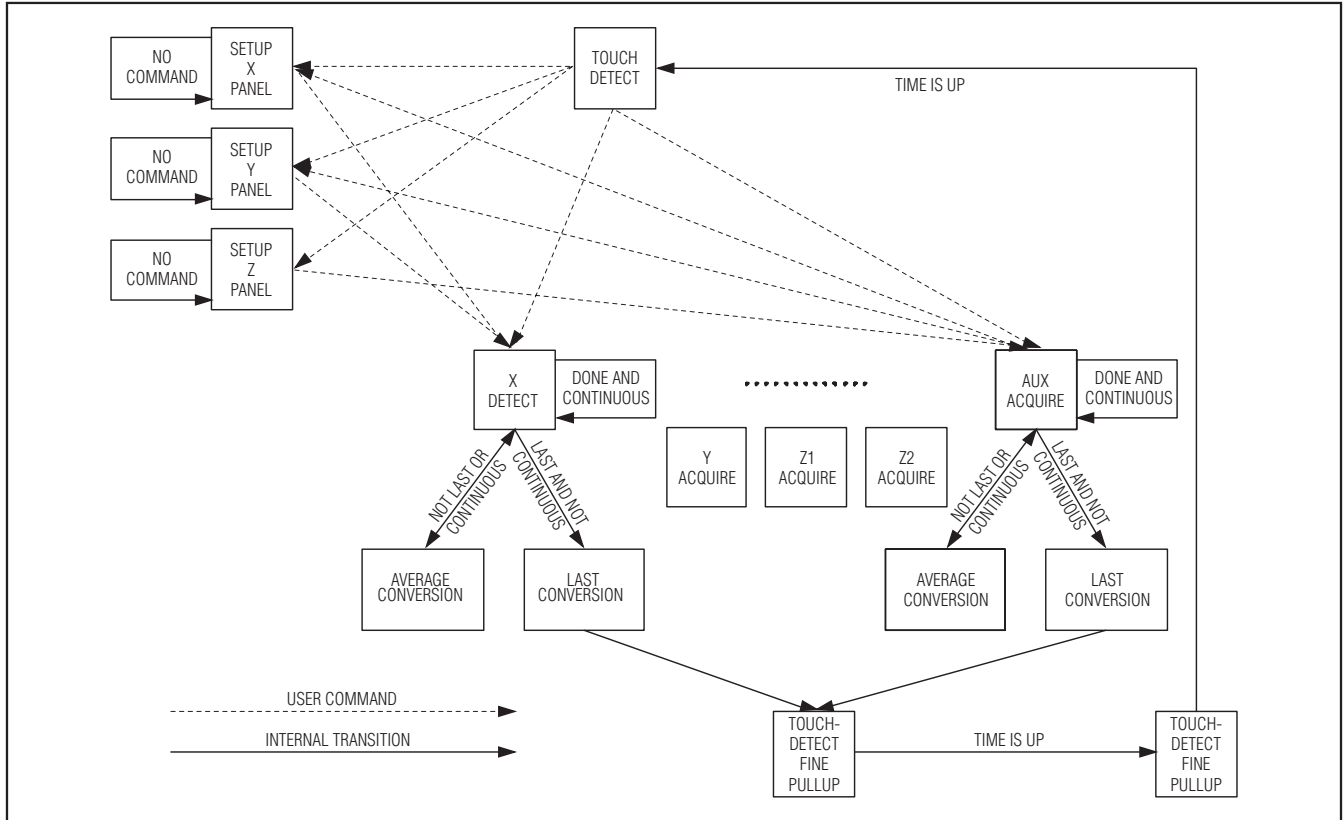 NO
COMMAND
SETUP
X
PANEL
TOUCH
DETECT
TIME IS UP
NO
COMMAND
SETUP
Y
PANEL
NO
COMMAND
SETUP
Z
PANEL
X
DETECT
DONE AND
CONTINUOUS
AUX
ACQUIRE
DONE AND
CONTINUOUS
Y
ACQUIRE
Z1
ACQUIRE
Z2
ACQUIRE
NOT LAST OR
CONTINUOUS
LAST AND NOT
CONTINUOUS
NOT LAST OR
CONTINUOUS
LAST AND NOT
CONTINUOUS
AVERAGE
CONVERSION
LAST
CONVERSION
AVERAGE
CONVERSION
LAST
CONVERSION
USER COMMAND
INTERNAL TRANSITION
TOUCH-
DETECT
FINE
PULLUP
TIME IS UP
TOUCH-
DETECT
FINE
PULLUP